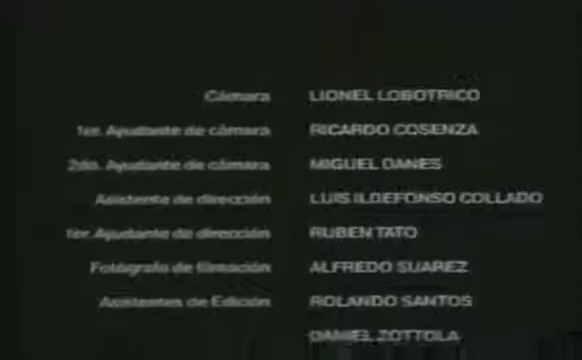 Cámara LIONEL LOBOTRICO
1er. Ayudante de cámara RICARDO COSENZA
2do. Ayudante de cámara MIGUEL DANES
Asistente de dirección LUIS ILDEFONSO COLLADO
1er. Ayudante de dirección RUBEN TATO
Fotógrafo de filmación ALFREDO SUAREZ
Asistentes de Edición ROLANDO SANTOS
DANIEL ZOTTOLA